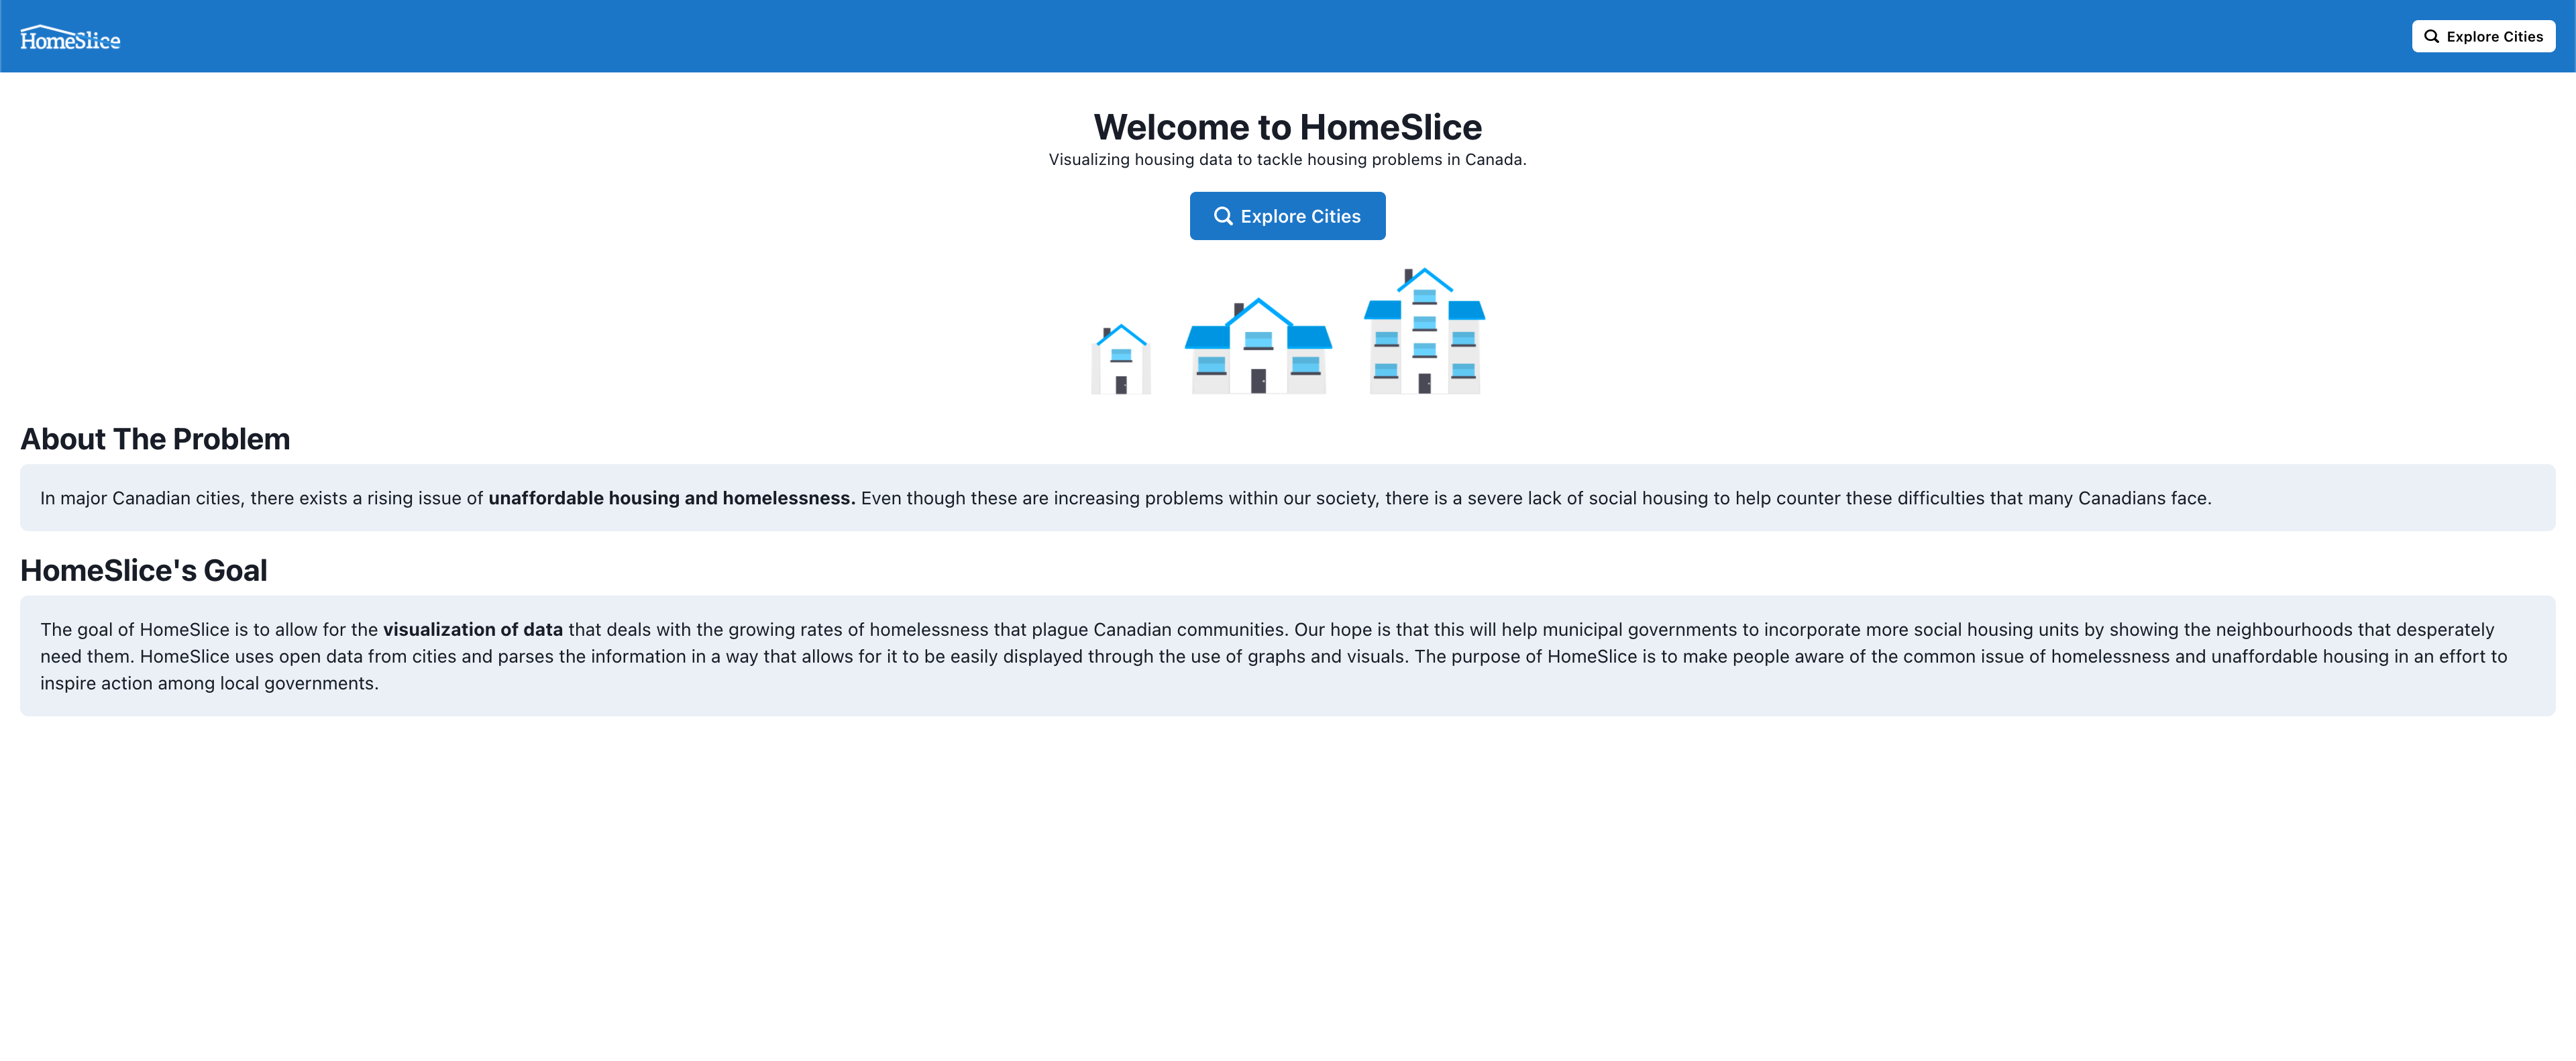 HomeSlice
Explore Cities
Welcome to HomeSlice
Visualizing housing data to tackle housing problems in Canada.
Explore Cities
About The Problem
In major Canadian cities, there exists a rising issue of unaffordable housing and homelessness. Even though these are increasing problems within our society, there is a severe lack of social housing to help counter these difficulties that many Canadians face.
HomeSlice's Goal
The goal of HomeSlice is to allow for the visualization of data that deals with the growing rates of homelessness that plague Canadian communities. Our hope is that this will help municipal governments to incorporate more social housing units by showing the neighbourhoods that desperately
need them. HomeSlice uses open data from cities and parses the information in a way that allows for it to be easily displayed through the use of graphs and visuals. The purpose of HomeSlice is to make people aware of the common issue of homelessness and unaffordable housing in an effort to
inspire action among local governments.